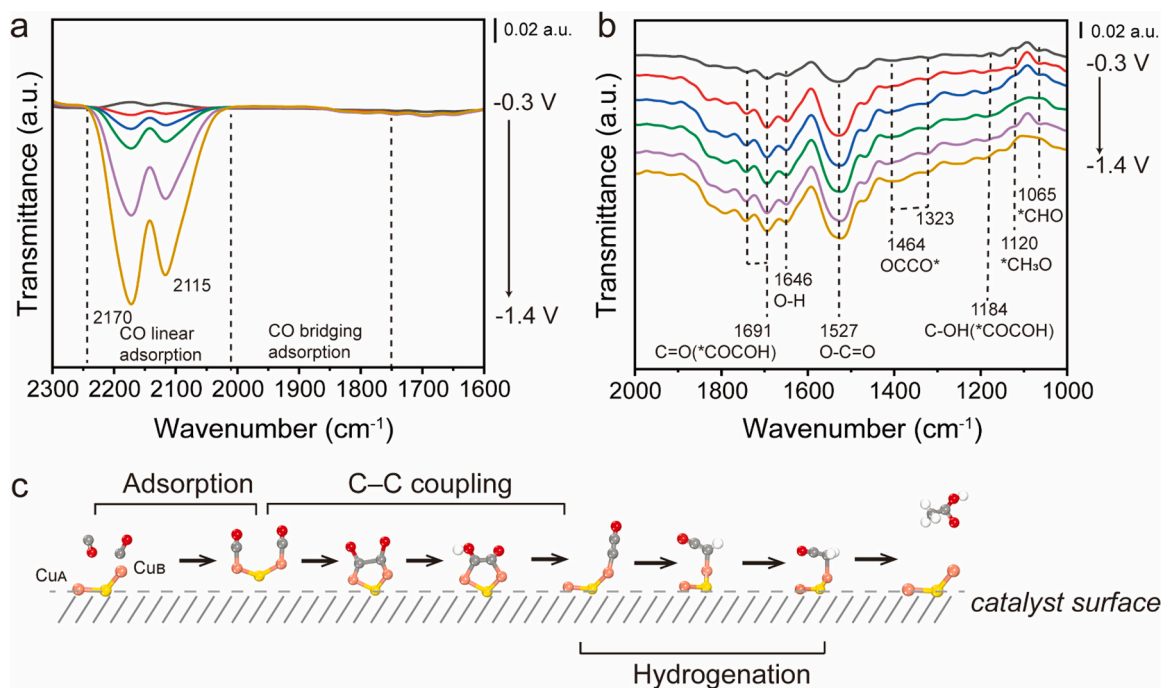 a
0.02 a.u.
-0.3 V
-1.4 V
Transmittance (a.u.)
2170
2115
CO linear
adsorption
CO bridging
adsorption
2300 2200 2100 2000 1900 1800 1700 1600
Wavenumber (cm⁻¹)
b
0.02 a.u.
-0.3 V
-1.4 V
Transmittance (a.u.)
1691
C=O(*COCOH)
1646
O-H
1527
O-C=O
1464
OCCO*
1323
1184
C-OH(*COCOH)
1120
*CH₃O
1065
*CHO
2000 1800 1600 1400 1200 1000
Wavenumber (cm⁻¹)
c
Adsorption
C–C coupling
CuA
CuB
catalyst surface
Hydrogenation